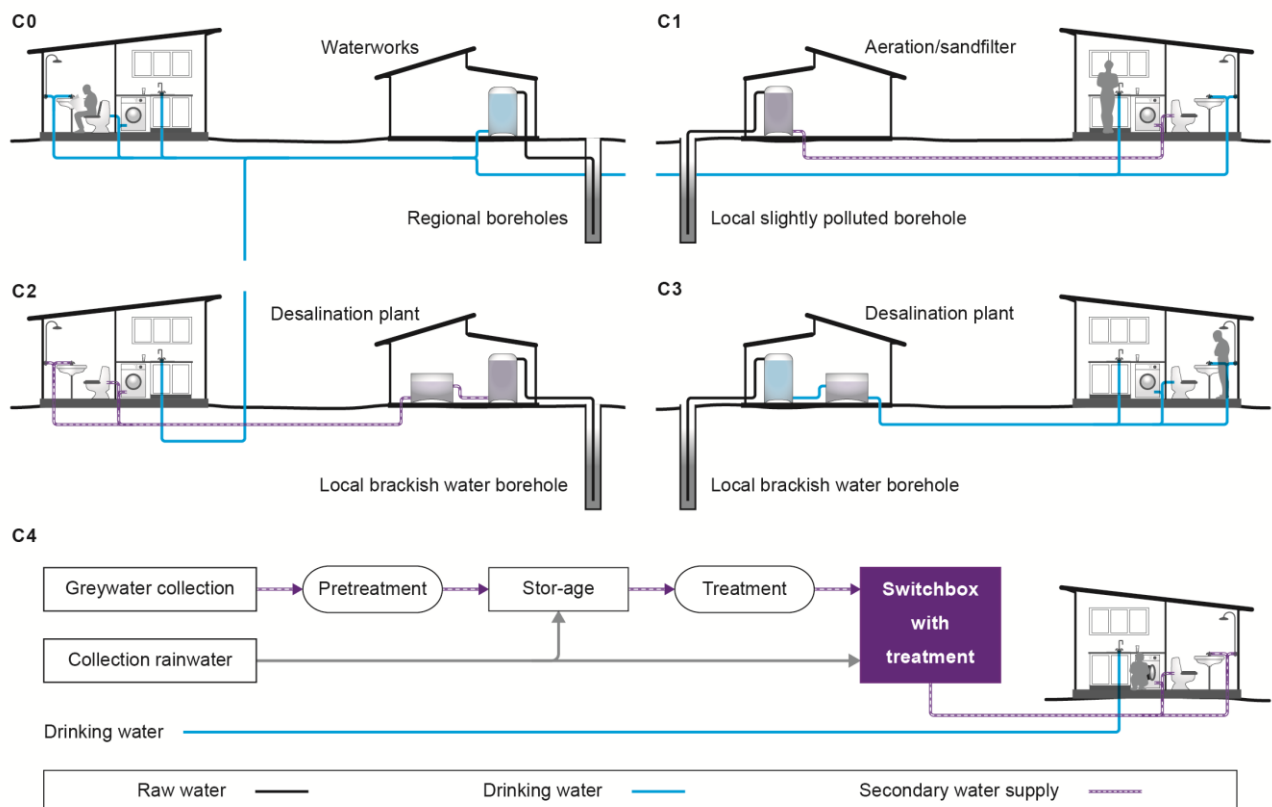 C0
Waterworks
Regional boreholes
C1
Aeration/sandfilter
Local slightly polluted borehole
C2
Desalination plant
Local brackish water borehole
C3
Desalination plant
Local brackish water borehole
C4
Greywater collection
Pretreatment
Stor-age
Treatment
Switchbox
with
treatment
Collection rainwater
Drinking water
Raw water
Drinking water
Secondary water supply